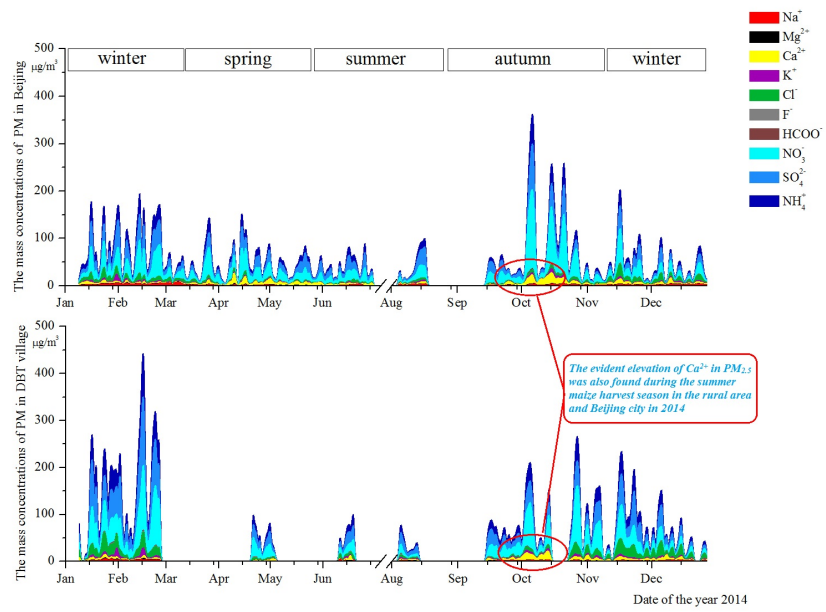 Na⁺
Mg²⁺
Ca²⁺
K⁺
Cl⁻
F⁻
HCOO⁻
NO₃⁻
SO₄²⁻
NH₄⁺
winter spring summer autumn winter
The mass concentrations of PM in Beijing
μg/m³
500
400
300
200
100
0
Jan Feb Mar Apr May Jun Aug Sep Oct Nov Dec
The evident elevation of Ca²⁺ in PM₂.₅
was also found during the summer
maize harvest season in the rural area
and Beijing city in 2014
The mass concentrations of PM in DBT village
500
μg/m³
400
300
200
100
0
Jan Feb Mar Apr May Jun Aug Sep Oct Nov Dec
Date of the year 2014